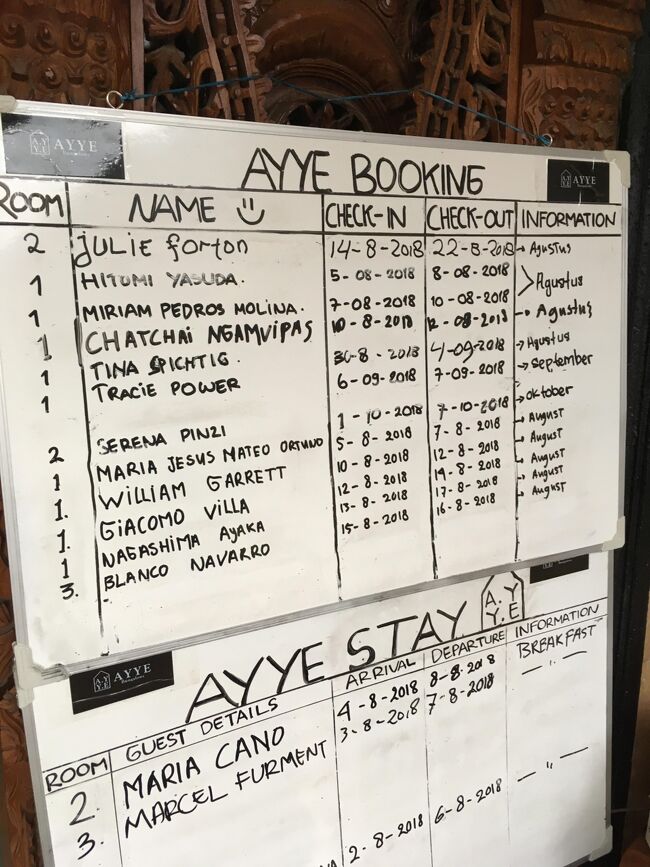 AYYE
AYYE BOOKING
AYYE
ROOM NAME CHECK-IN CHECK-OUT INFORMATION
2 Julie Forton 14-8-2018 22-8-2018 Agustus
1 HITOMI YASUDA. 5-08-2018 8-08-2018 Agustus
1 MIRIAM PEDROS MOLINA. 7-08-2018 10-08-2018
1 CHATCHAI NGAMVIPAS 10-8-2018 12-08-2018 Agustus
1 TINA SPICHTIG. 30-8-2018 4-09-2018 Agustus
1 TRACIE POWER 6-09-2018 7-09-2018 September
2 SERENA PINZI 1-10-2018 7-10-2018 Oktober
1 MARIA JESUS MATEO ORTUNO 5-8-2018 7-8-2018 August
1. WILLIAM GARRETT 10-8-2018 12-8-2018 August
1. GIACOMO VILLA 12-8-2018 14-8-2018 August
1 NAGASHIMA AYAKA 13-8-2018 17-8-2018 August
3. BLANCO NAVARRO 15-8-2018 16-8-2018 August
AYYE
AYYE STAY A.Y Y.E
ROOM GUEST DETAILS ARRIVAL DEPARTURE INFORMATION
2. MARIA CANO 4-8-2018 8-8-2018 BREAKFAST
3. MARCEL FURMENT 3-8-2018 7-8-2018 — " —
2-8-2018 6-8-2018 — " —